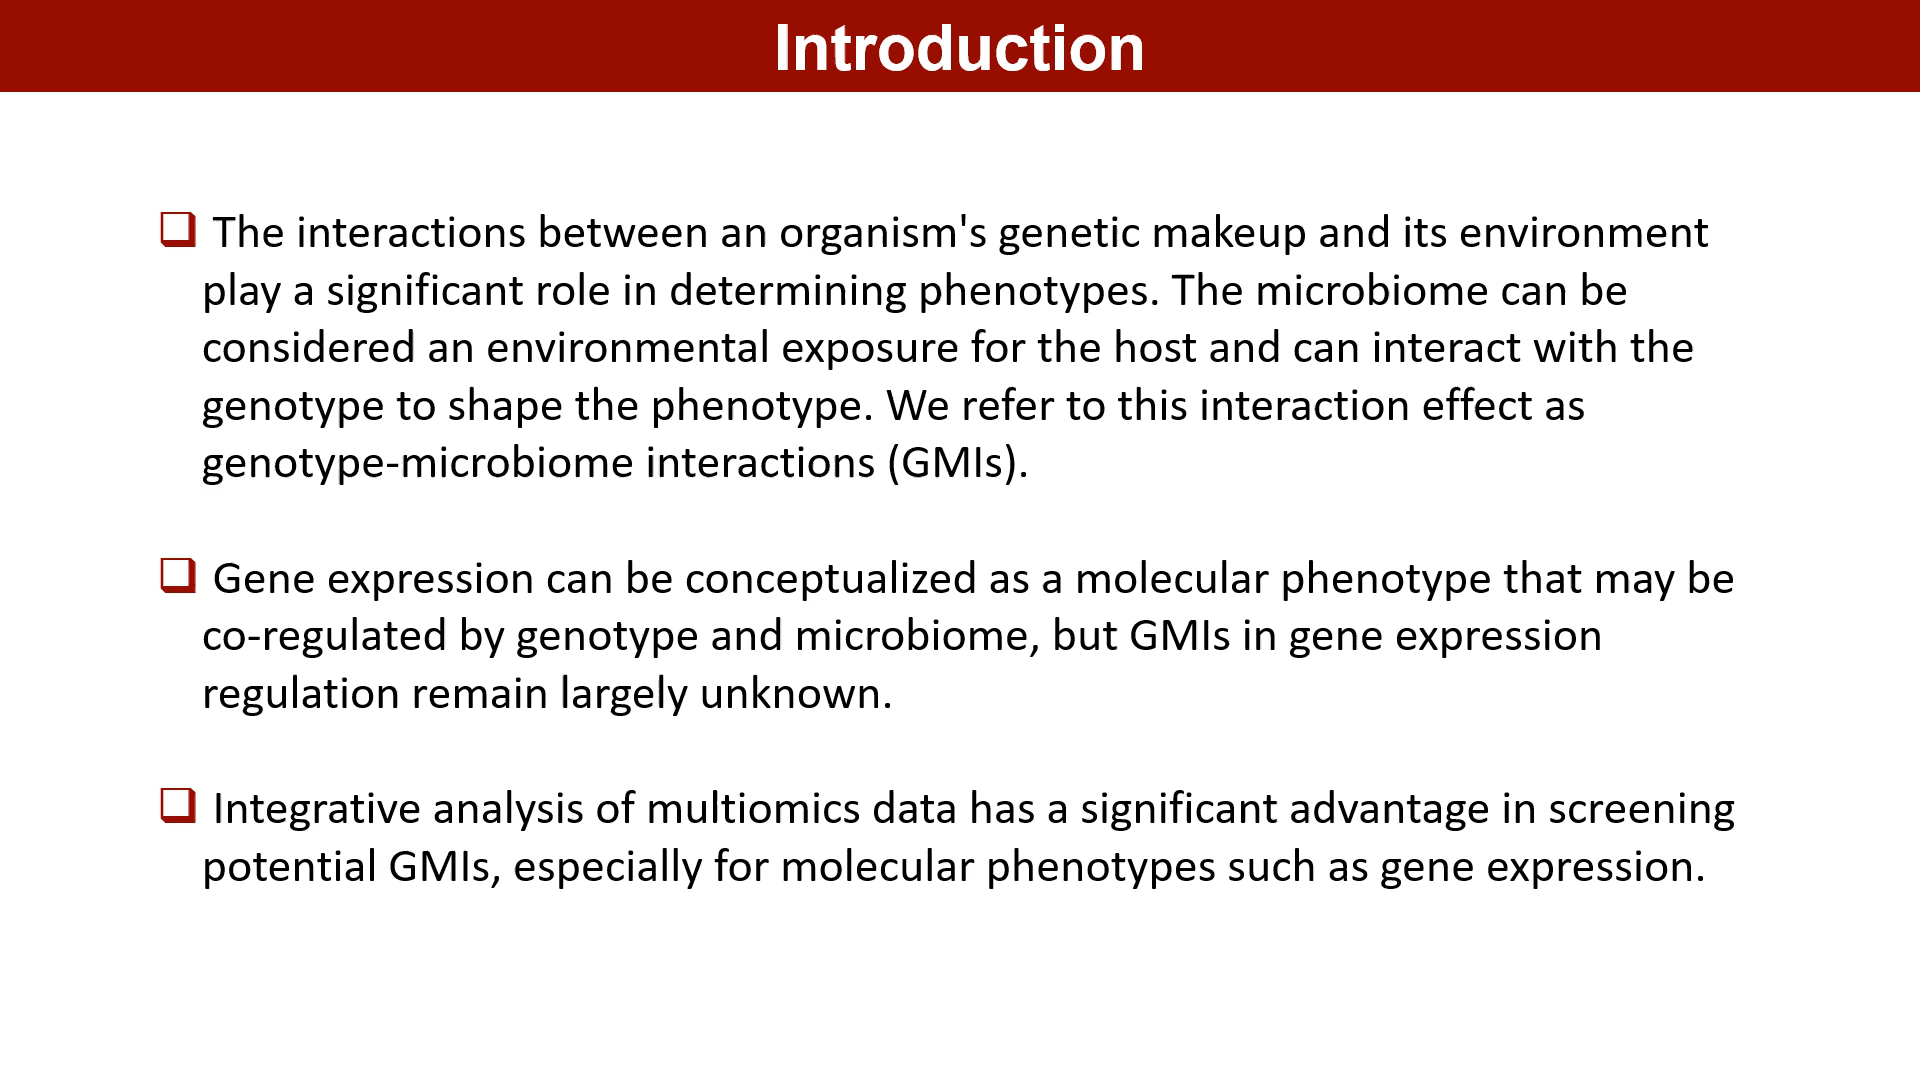 Introduction
The interactions between an organism's genetic makeup and its environment
play a significant role in determining phenotypes. The microbiome can be
considered an environmental exposure for the host and can interact with the
genotype to shape the phenotype. We refer to this interaction effect as
genotype-microbiome interactions (GMIs).
Gene expression can be conceptualized as a molecular phenotype that may be
co-regulated by genotype and microbiome, but GMIs in gene expression
regulation remain largely unknown.
Integrative analysis of multiomics data has a significant advantage in screening
potential GMIs, especially for molecular phenotypes such as gene expression.